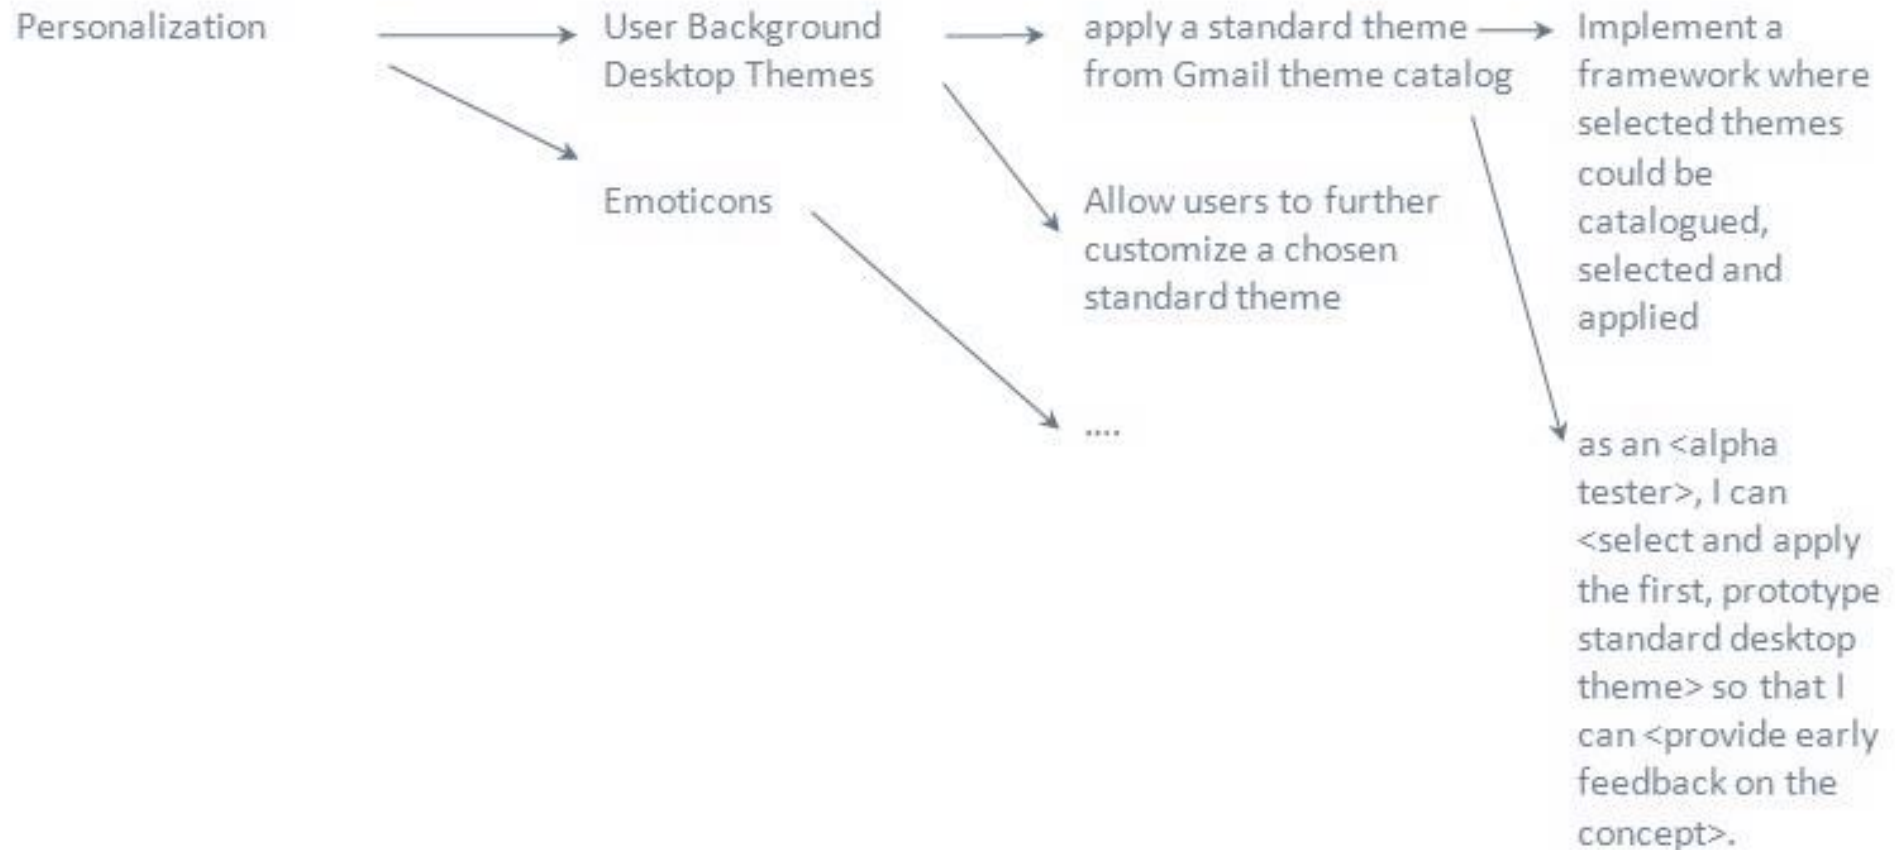 Personalization
User Background
Desktop Themes
Emoticons
apply a standard theme
from Gmail theme catalog
Allow users to further
customize a chosen
standard theme
....
Implement a
framework where
selected themes
could be
catalogued,
selected and
applied
as an <alpha
tester>, I can
<select and apply
the first, prototype
standard desktop
theme> so that I
can <provide early
feedback on the
concept>.